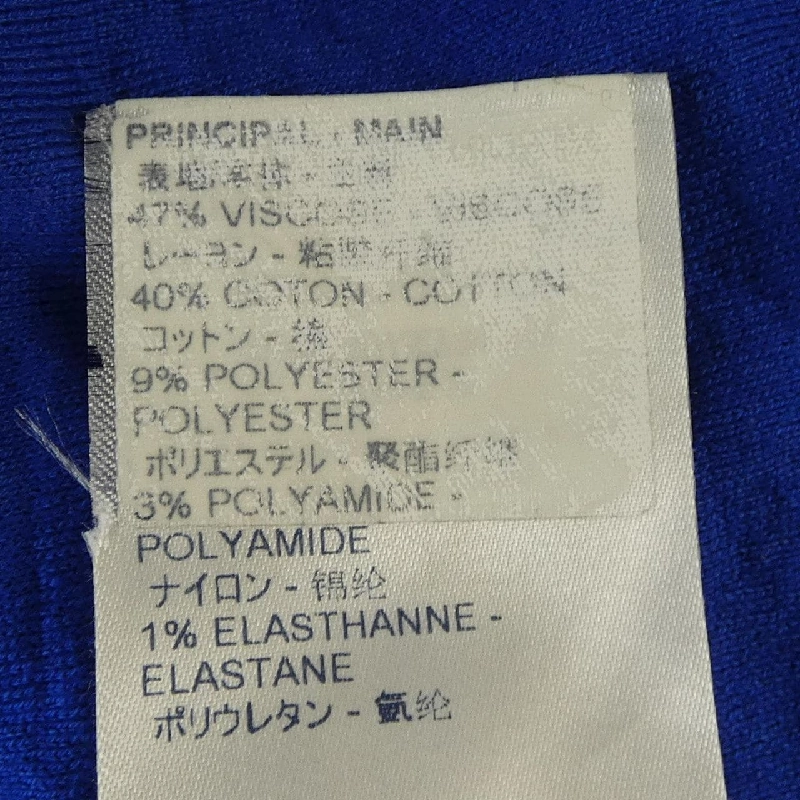 PRINCIPAL - MAIN
表地本体 - 主料
47% VISCOSE - VISCOSE
レーヨン - 粘胶纤维
40% COTON - COTTON
コットン - 棉
9% POLYESTER -
POLYESTER
ポリエステル - 聚酯纤维
3% POLYAMIDE -
POLYAMIDE
ナイロン - 锦纶
1% ELASTHANNE -
ELASTANE
ポリウレタン - 氨纶